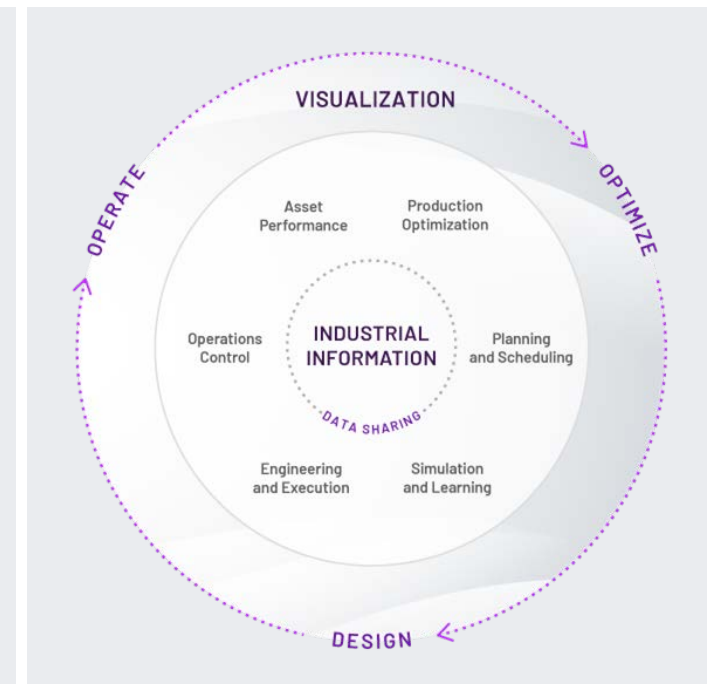 VISUALIZATION
OPERATE
OPTIMIZE
Asset
Performance
Production
Optimization
Operations
Control
INDUSTRIAL
INFORMATION
Planning
and Scheduling
DATA SHARING
Engineering
and Execution
Simulation
and Learning
DESIGN